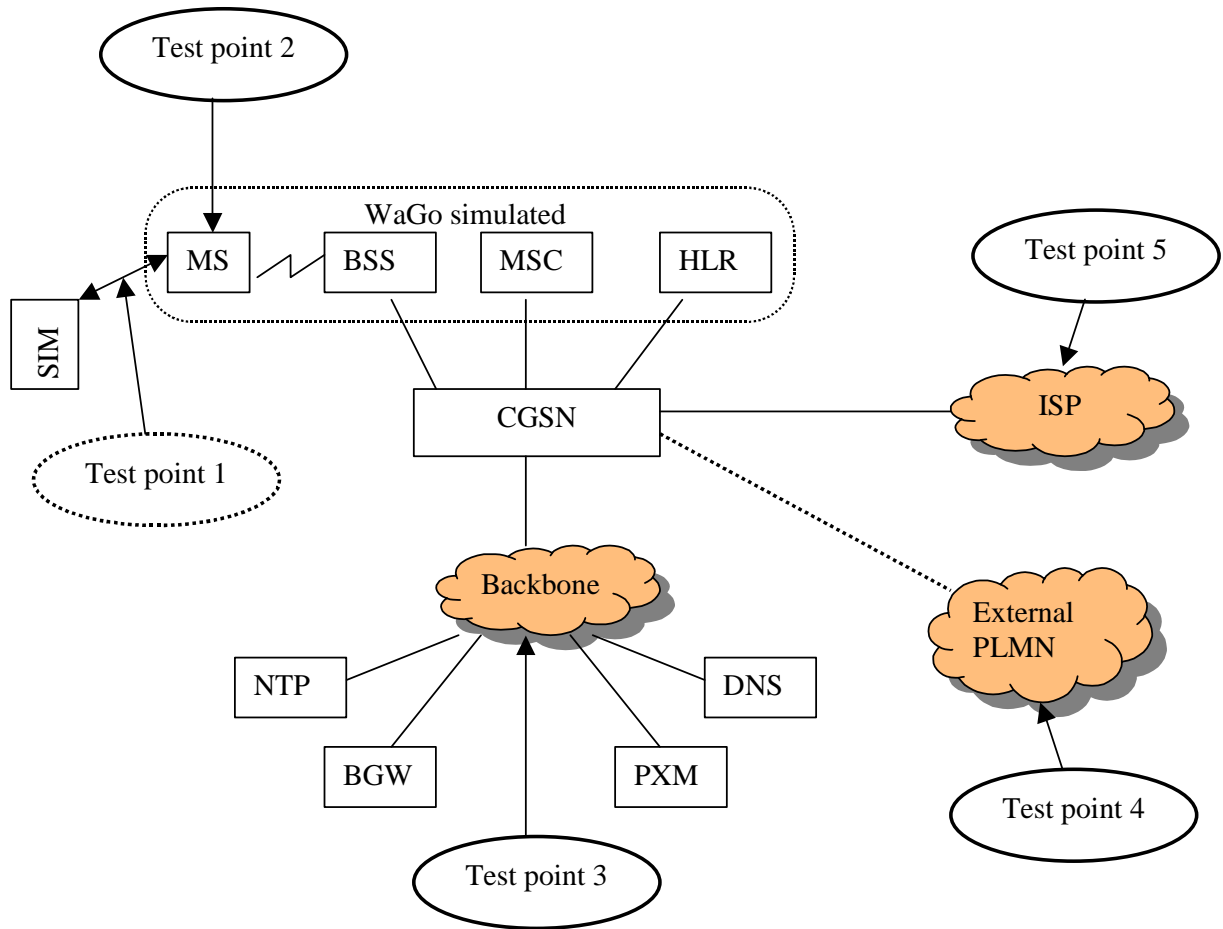 Test point 2
WaGo simulated
MS
BSS
MSC
HLR
Test point 5
SIM
CGSN
ISP
Test point 1
Backbone
External
PLMN
NTP
DNS
BGW
PXM
Test point 4
Test point 3